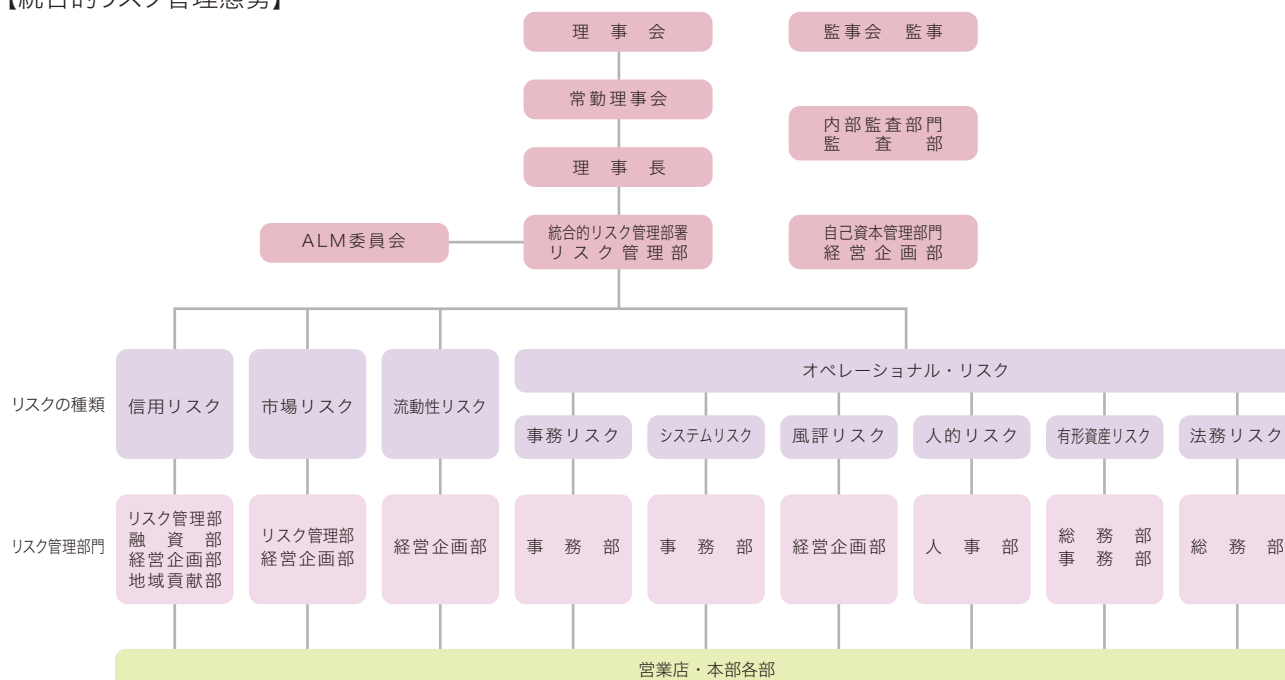 【統合的リスク管理態勢】
理事会
監事会 監事
常勤理事会
内部監査部門
監査部
理事長
ALM委員会
統合的リスク管理部署
リスク管理部
自己資本管理部門
経営企画部
リスクの種類
信用リスク
市場リスク
流動性リスク
オペレーショナル・リスク
事務リスク
システムリスク
風評リスク
人的リスク
有形資産リスク
法務リスク
リスク管理部門
リスク管理部
融資部
経営企画部
地域貢献部
リスク管理部
経営企画部
経営企画部
事務部
事務部
経営企画部
人事部
総務部
事務部
総務部
営業店・本部各部